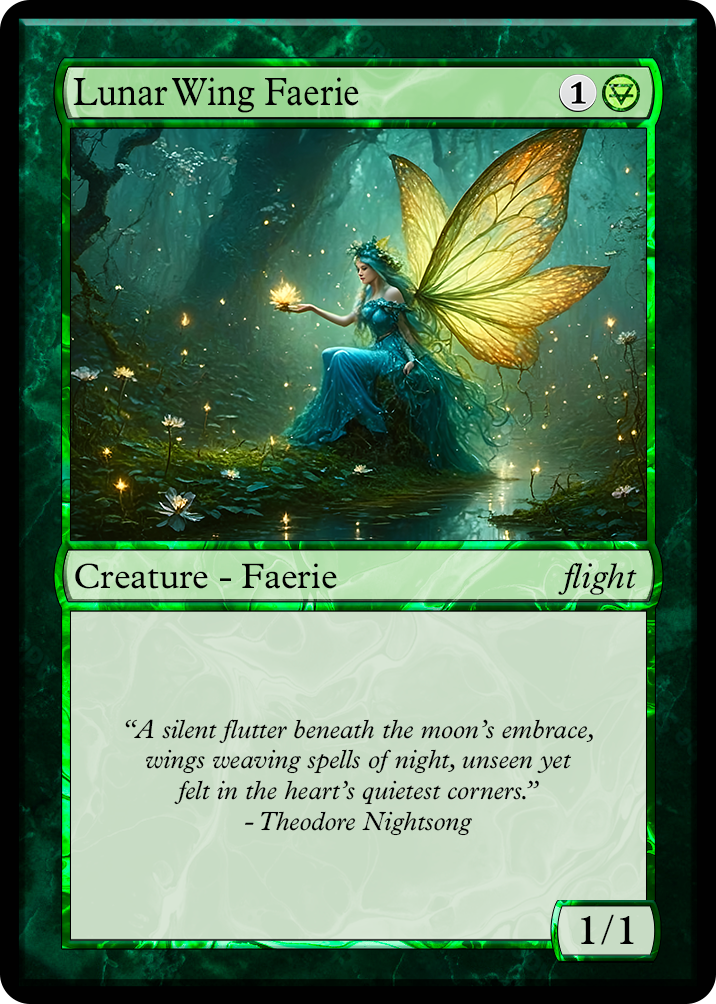 Lunar Wing Faerie 1
Creature - Faerie flight
“A silent flutter beneath the moon’s embrace,
wings weaving spells of night, unseen yet
felt in the heart’s quietest corners.”
- Theodore Nightsong
1/1